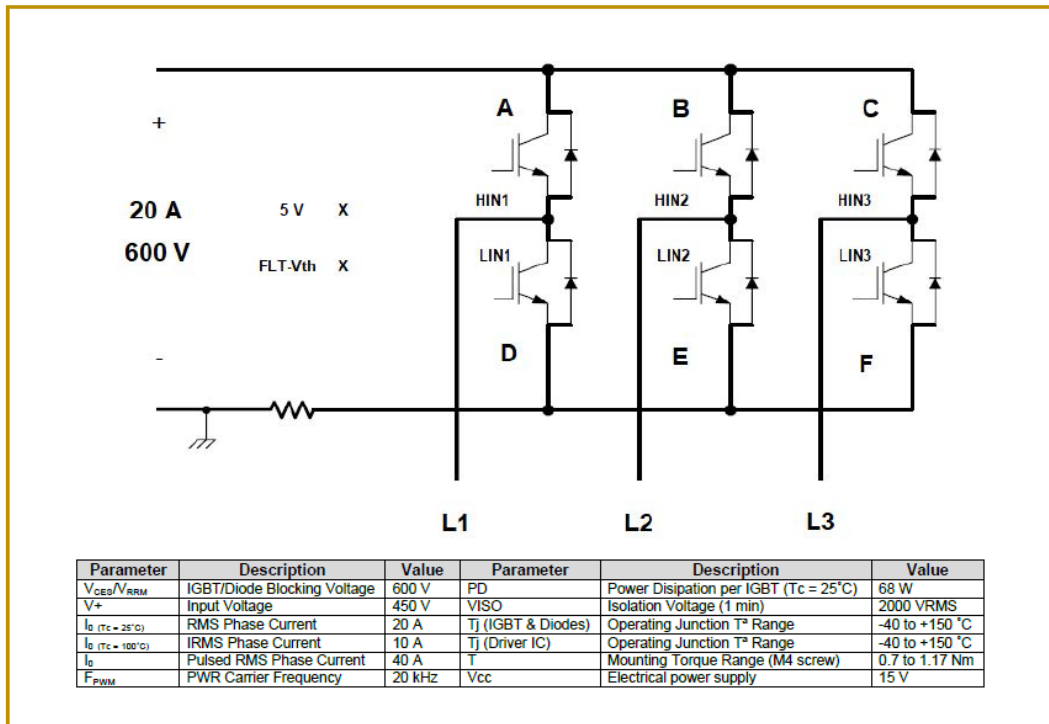 A B C
+
HIN1 HIN2 HIN3
20 A 5 V X
600 V
LIN1 LIN2 LIN3
FLT-Vth X
D E F
-
L1 L2 L3
Parameter Description Value Parameter Description Value
VCES/VRRM IGBT/Diode Blocking Voltage 600 V PD Power Disipation per IGBT (Tc = 25˚C) 68 W
V+ Input Voltage 450 V VISO Isolation Voltage (1 min) 2000 VRMS
I0 (Tc = 25˚C) RMS Phase Current 20 A Tj (IGBT & Diodes) Operating Junction Tª Range -40 to +150 ˚C
I0 (Tc = 100˚C) IRMS Phase Current 10 A Tj (Driver IC) Operating Junction Tª Range -40 to +150 ˚C
I0 Pulsed RMS Phase Current 40 A T Mounting Torque Range (M4 screw) 0.7 to 1.17 Nm
FPWM PWR Carrier Frequency 20 kHz Vcc Electrical power supply 15 V